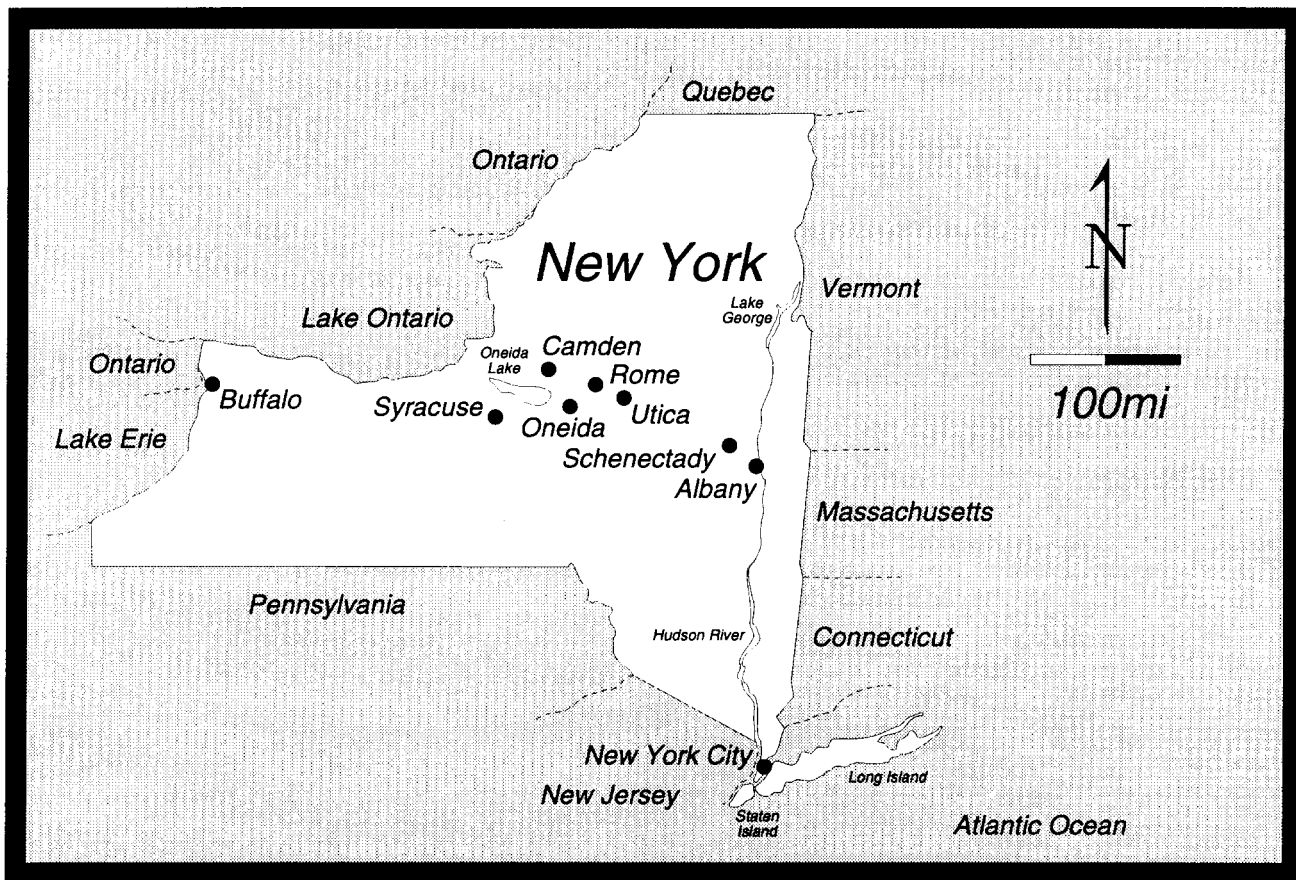 Quebec
Ontario
N
New York
Vermont
Lake
George
Lake Ontario
Oneida
Lake
Camden
Ontario
Rome
Buffalo
Syracuse
Oneida
Utica
100mi
Lake Erie
Schenectady
Albany
Massachusetts
Pennsylvania
Hudson River
Connecticut
New York City
Long Island
New Jersey
Staten
Island
Atlantic Ocean